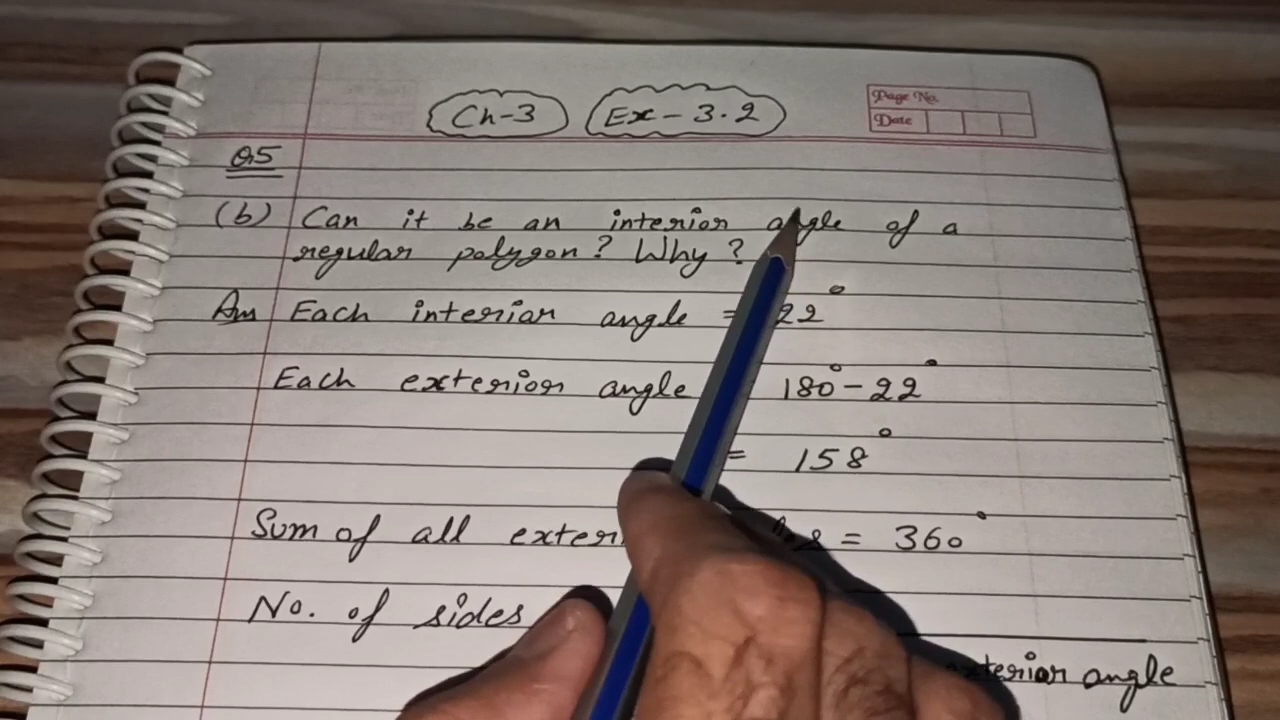 Ch-3 Ex - 3.2
Page No.
Date
Q5
(b) Can it be an interior angle of a
regular polygon? Why?
Ans Each interior angle = 22°
Each exterior angle 180° - 22°
= 158°
Sum of all = 360°
No. of sides
exterior angle